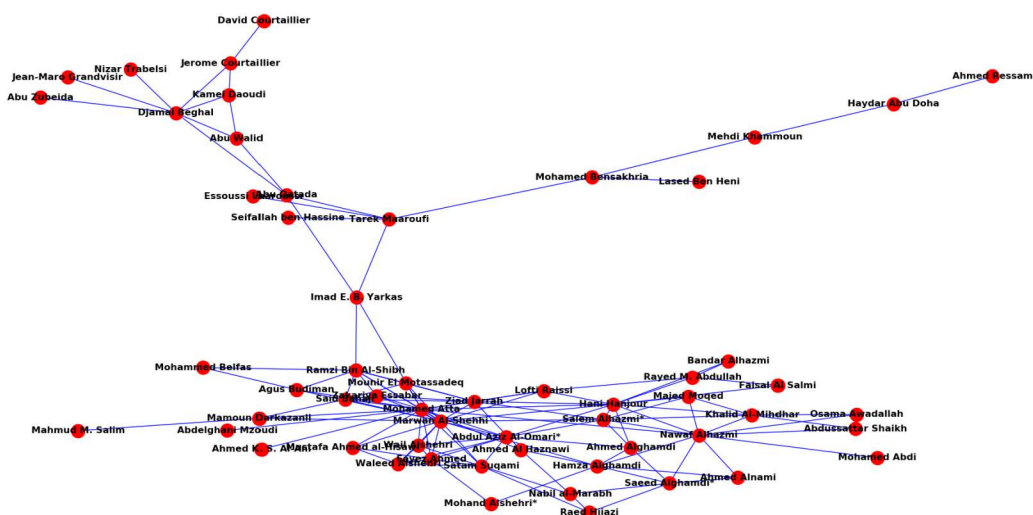 David Courtaillier
Jerome Courtaillier
Nizar Trabelsi
Jean-Maro Grandvisir
Ahmed Ressam
Kamel Daoudi
Abu Zubeida
Haydar Abu Doha
Djamal Beghal
Mehdi Khammoun
Abu Walid
Mohamed Bensakhria
Lased Ben Heni
Abu Qatada
Essoussi
Seifallah ben Hassine
Tarek Maaroufi
Imad E. B. Yarkas
Bandar Alhazmi
Mohammed Belfas
Ramzi Bin Al-Shibh
Rayed M. Abdullah
Mounir El Motassadeq
Faisal Al Salmi
Agus Budiman
Lofti Raissi
Zakariya Essabar
Majed Moqed
Said
Ziad Jarrah
Hani Hanjour
Mohamed Atta
Mamoun Darkazanli
Khalid Al-Mihdhar
Osama Awadallah
Marwan Al-Shehhi
Salem Alhazmi*
Mahmud M. Salim
Abdelghani Mzoudi
Abdussattar Shaikh
Abdul Aziz Al-Omari*
Nawaf Alhazmi
Wail Alshehri
Ahmed K. S. Al-Ani
Mustafa Ahmed al-Hisawi
Ahmed Al Haznawi
Ahmed Alghamdi
Fayez Ahmed
Mohamed Abdi
Waleed Alshehri
Satam Suqami
Hamza Alghamdi
Ahmed Alnami
Saeed Alghamdi*
Nabil al-Marabh
Mohand Alshehri*
Raed Hijazi